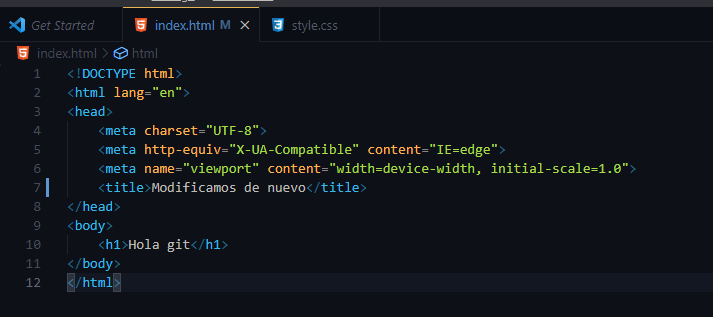 Get Started index.html M style.css
index.html > html
1 <!DOCTYPE html>
2 <html lang="en">
3 <head>
4 <meta charset="UTF-8">
5 <meta http-equiv="X-UA-Compatible" content="IE=edge">
6 <meta name="viewport" content="width=device-width, initial-scale=1.0">
7 <title>Modificamos de nuevo</title>
8 </head>
9 <body>
10 <h1>Hola git</h1>
11 </body>
12 </html>